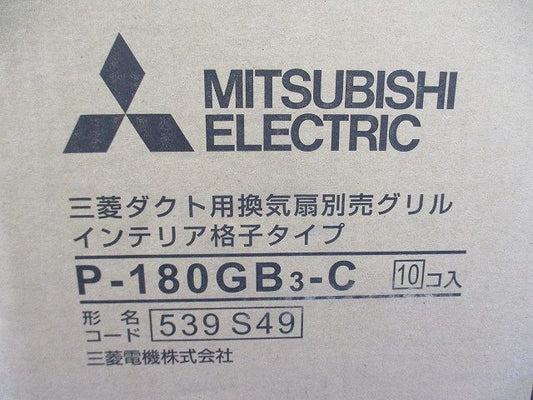 MITSUBISHI
ELECTRIC
三菱ダクト用換気扇別売グリル
インテリア格子タイプ
P-180GB3-C 10コ入
形名コード 539 S49
三菱電機株式会社